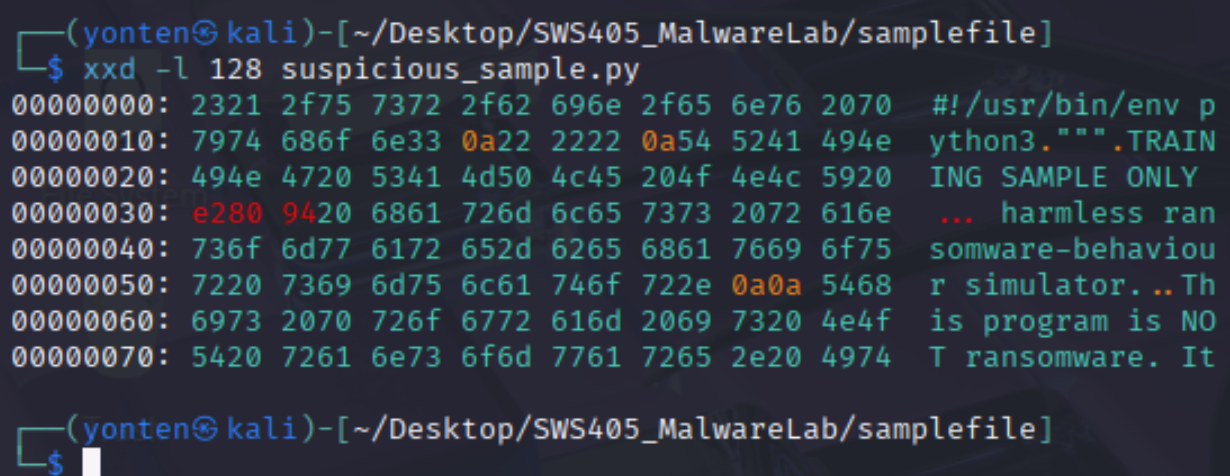 ┌──(yonten㉿kali)-[~/Desktop/SWS405_MalwareLab/samplefile]
└─$ xxd -l 128 suspicious_sample.py
00000000: 2321 2f75 7372 2f62 696e 2f65 6e76 2070  #!/usr/bin/env p
00000010: 7974 686f 6e33 0a22 2222 0a54 5241 494e  ython3.""".TRAIN
00000020: 494e 4720 5341 4d50 4c45 204f 4e4c 5920  ING SAMPLE ONLY 
00000030: e280 9420 6861 726d 6c65 7373 2072 616e  ... harmless ran
00000040: 736f 6d77 6172 652d 6265 6861 7669 6f75  somware-behaviou
00000050: 7220 7369 6d75 6c61 746f 722e 0a0a 5468  r simulator...Th
00000060: 6973 2070 726f 6772 616d 2069 7320 4e4f  is program is NO
00000070: 5420 7261 6e73 6f6d 7761 7265 2e20 4974  T ransomware. It
┌──(yonten㉿kali)-[~/Desktop/SWS405_MalwareLab/samplefile]
└─$